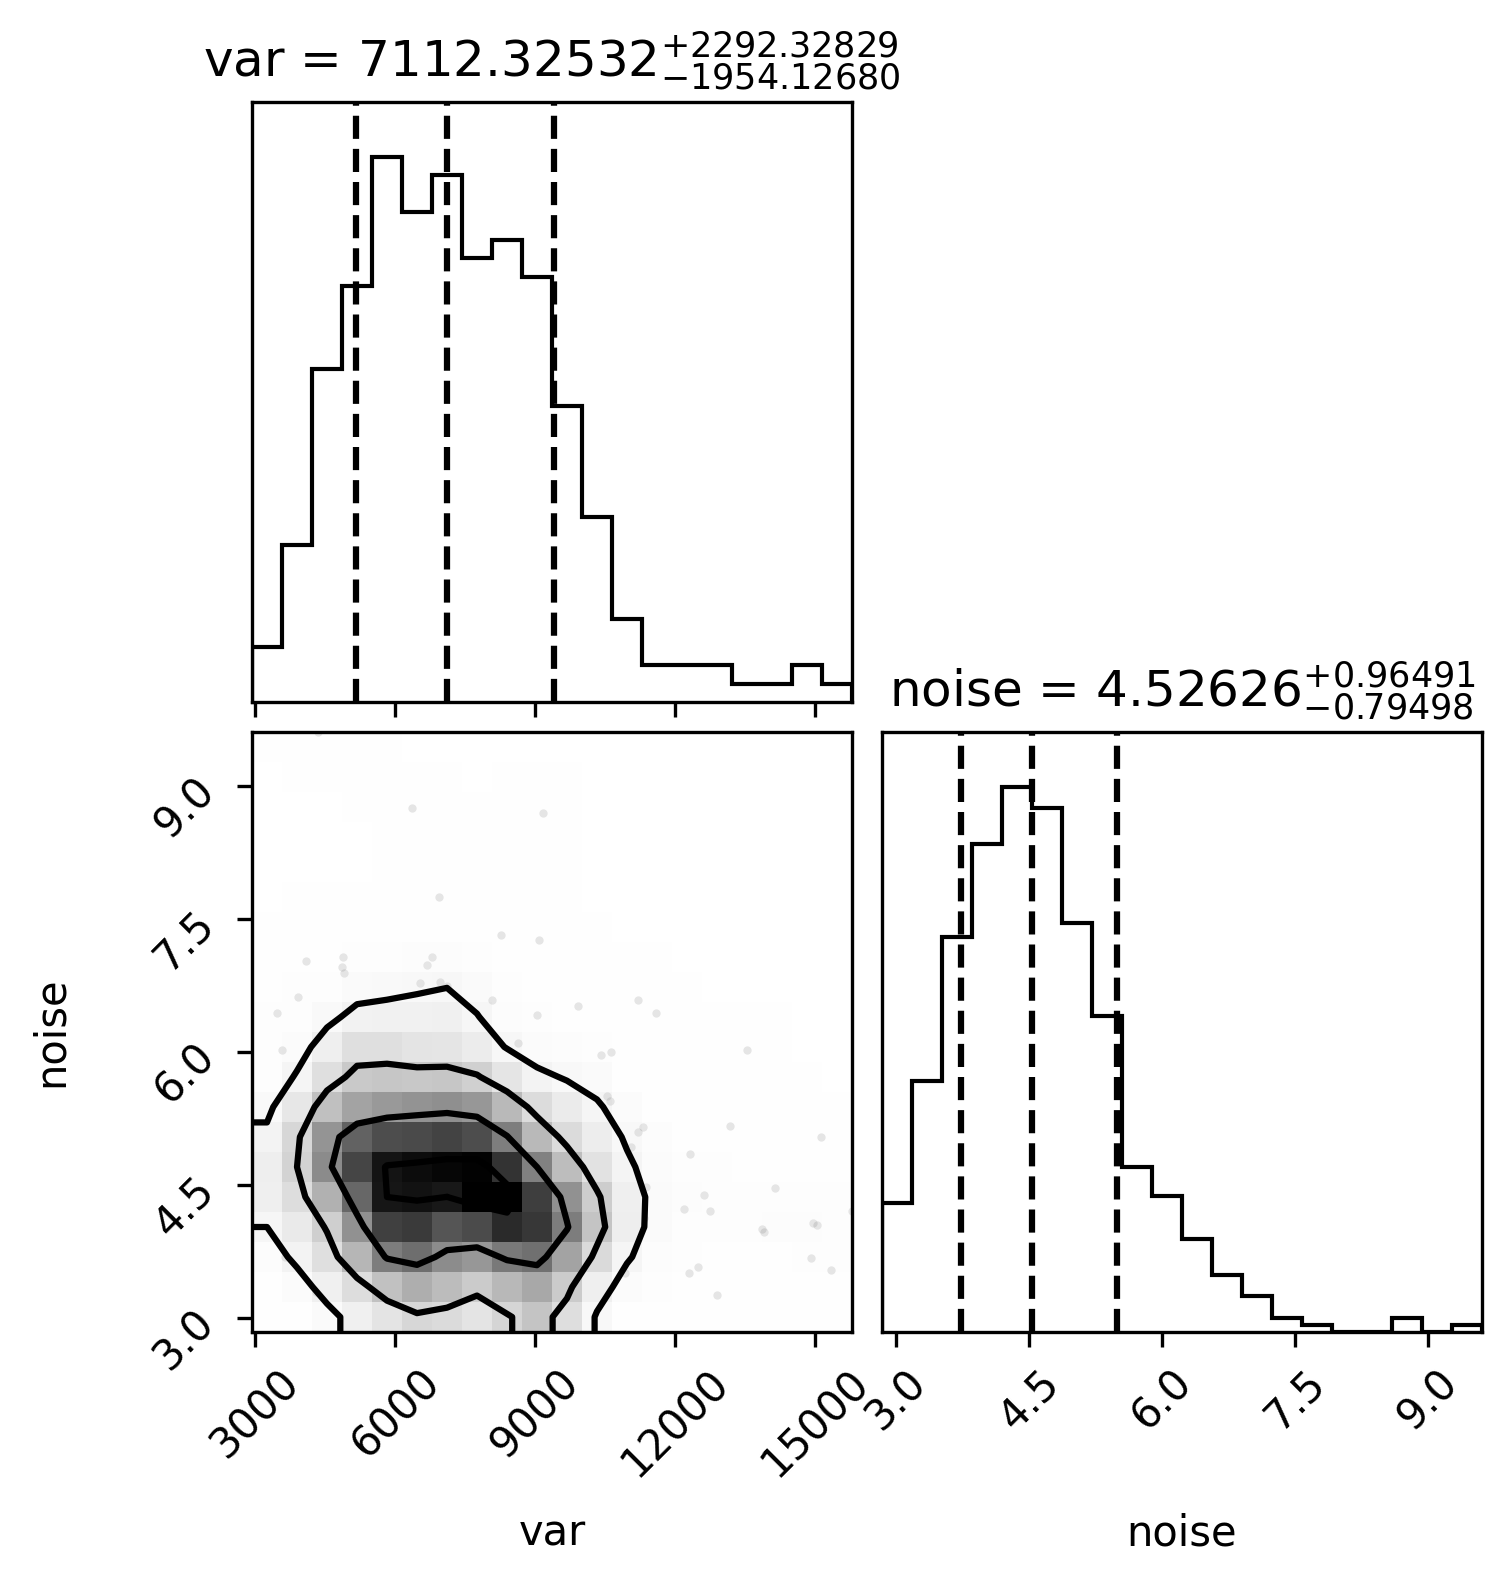 var = 7112.32532+2292.32829−1954.12680
noise = 4.52626+0.96491−0.79498
noise
9.0
7.5
6.0
4.5
3.0
3000 6000 9000 12000 15000
3.0 4.5 6.0 7.5 9.0
var
noise